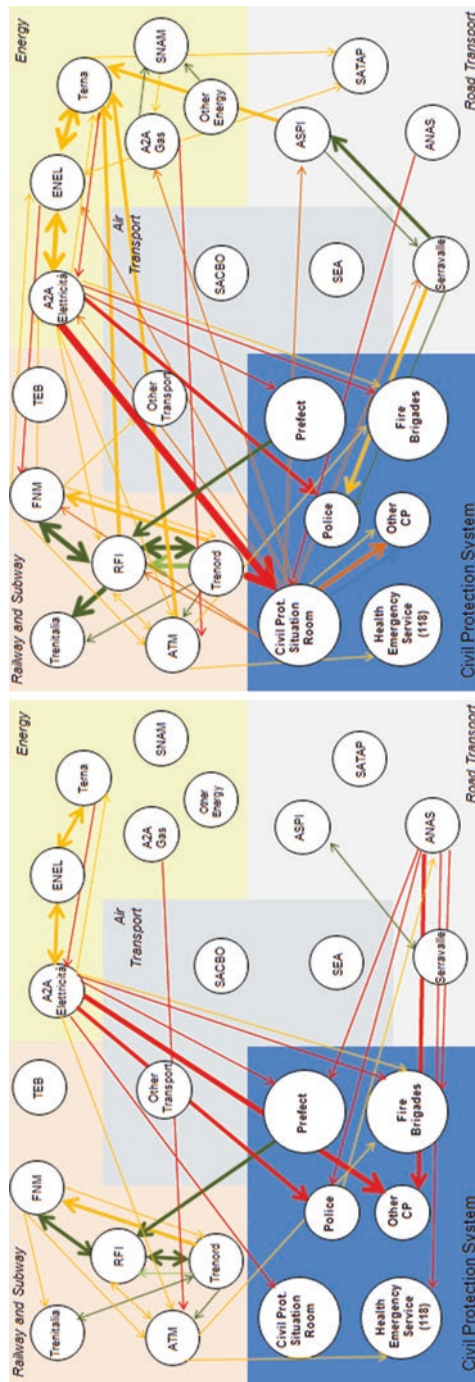 Railway and Subway
Energy
FNM
TEB
ENEL
Terna
Trenitalia
RFI
A2A
Elettricità
SNAM
ATM
Trenord
Other
Transport
Air
Transport
A2A
Gas
Other
Energy
SACBO
Civil Prot.
Situation
Room
Police
Prefect
SEA
ASPI
SATAP
Health
Emergency
Service
(118)
Other
CP
Fire
Brigades
Serravalle
ANAS
Civil Protection System
Road Transport
Railway and Subway
Energy
FNM
TEB
ENEL
Terna
Trenitalia
RFI
A2A
Elettricità
SNAM
ATM
Trenord
Other
Transport
Air
Transport
A2A
Gas
Other
Energy
SACBO
Civil Prot.
Situation
Room
Police
Prefect
SEA
ASPI
SATAP
Health
Emergency
Service
(118)
Other
CP
Fire
Brigades
Serravalle
ANAS
Civil Protection System
Road Transport